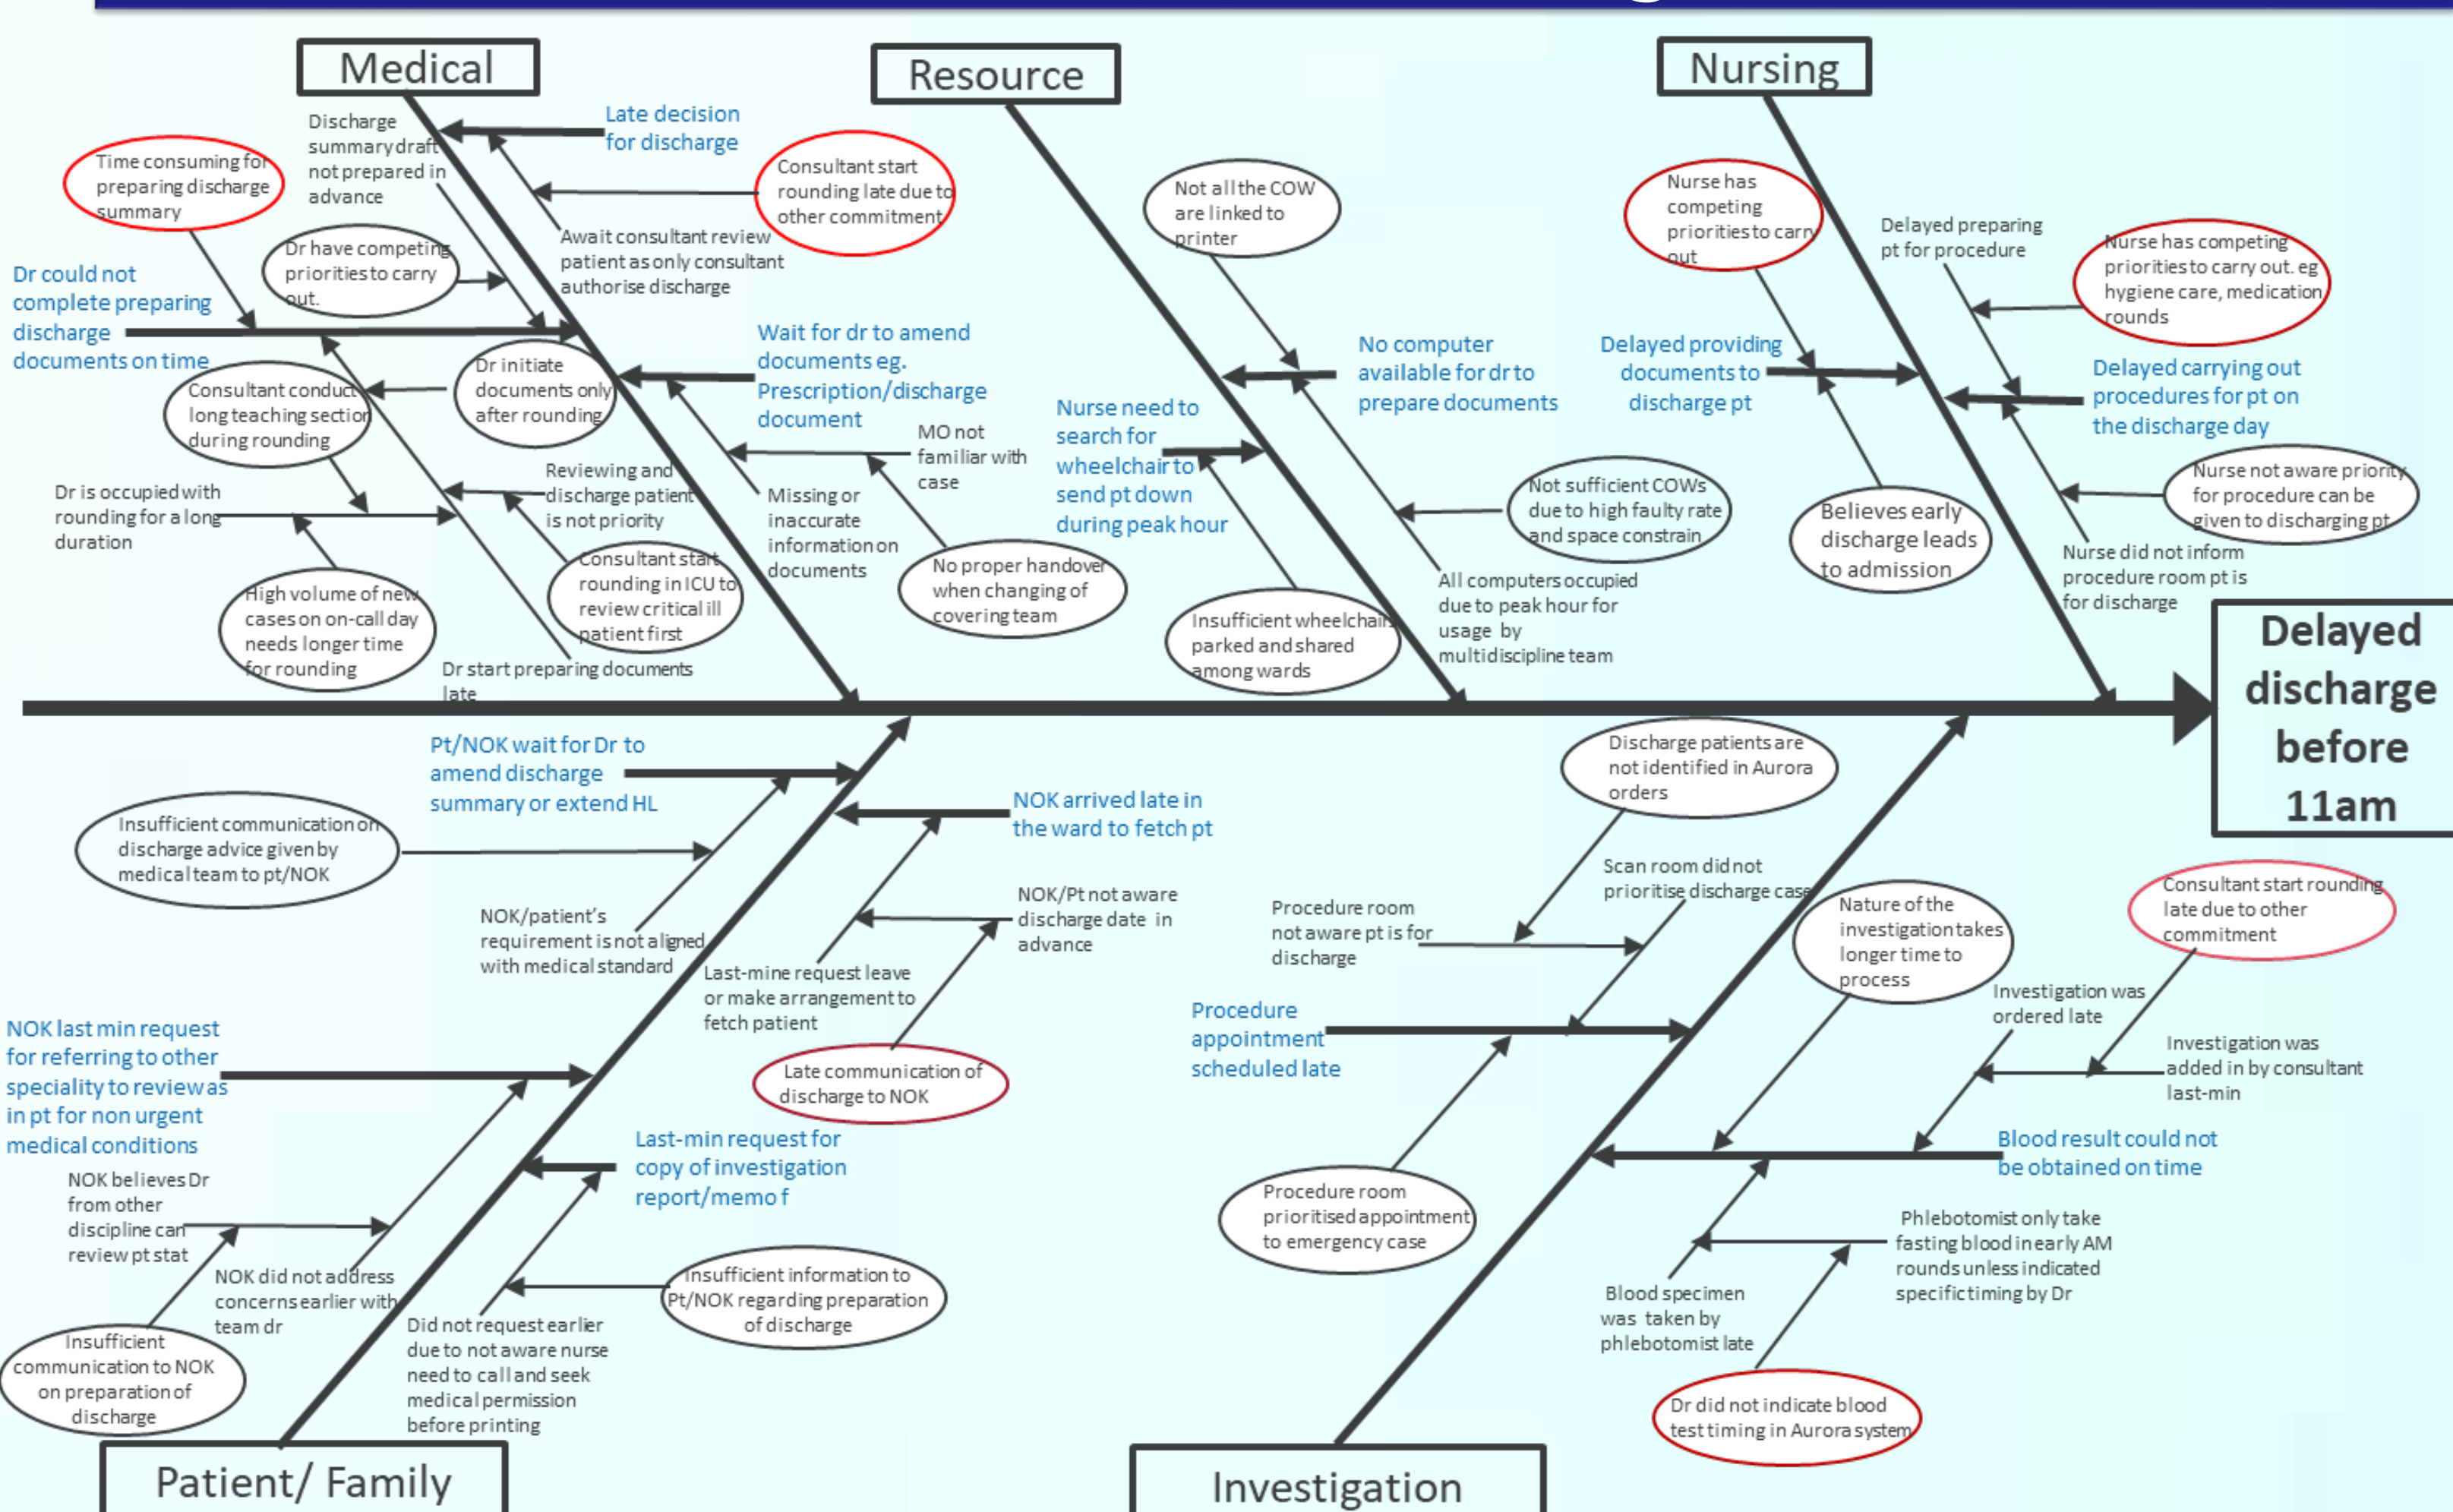 Medical
Resource
Nursing
Discharge
summary draft
not prepared in
advance
Late decision
for discharge
Time consuming for
preparing discharge
summary
Consultant start
rounding late due to
other commitment
Dr have competing
priorities to carry
out.
Await consultant review
patient as only consultant
authorise discharge
Dr could not
complete preparing
discharge
documents on time
Wait for dr to amend
documents eg.
Prescription/discharge
document
Consultant conduct
long teaching section
during rounding
Dr initiate
documents only
after rounding
MO not
familiar with
case
Reviewing and
discharge patient
is not priority
Missing or
inaccurate
information on
documents
Dr is occupied with
rounding for a long
duration
Consultant start
rounding in ICU to
review critical ill
patient first
No proper handover
when changing of
covering team
High volume of new
cases on on-call day
needs longer time
for rounding
Dr start preparing documents
late
Not all the COW
are linked to
printer
No computer
available for dr to
prepare documents
Nurse need to
search for
wheelchair to
send pt down
during peak hour
Not sufficient COWs
due to high faulty rate
and space constrain
Insufficient wheelchairs
parked and shared
among wards
All computers occupied
due to peak hour for
usage by
multidiscipline team
Nurse has
competing
priorities to carry
out
Delayed preparing
pt for procedure
Nurse has competing
priorities to carry out. eg
hygiene care, medication
rounds
Delayed providing
documents to
discharge pt
Delayed carrying out
procedures for pt on
the discharge day
Believes early
discharge leads
to admission
Nurse not aware priority
for procedure can be
given to discharging pt
Nurse did not inform
procedure room pt is
for discharge
Delayed
discharge
before
11am
Pt/NOK wait for Dr to
amend discharge
summary or extend HL
Insufficient communication on
discharge advice given by
medical team to pt/NOK
NOK arrived late in
the ward to fetch pt
NOK/patient's
requirement is not aligned
with medical standard
NOK/Pt not aware
discharge date in
advance
Last-mine request leave
or make arrangement to
fetch patient
NOK last min request
for referring to other
speciality to review as
in pt for non urgent
medical conditions
Late communication of
discharge to NOK
Last-min request for
copy of investigation
report/memo f
NOK believes Dr
from other
discipline can
review pt stat
NOK did not address
concerns earlier with
team dr
Insufficient information to
Pt/NOK regarding preparation
of discharge
Insufficient
communication to NOK
on preparation of
discharge
Did not request earlier
due to not aware nurse
need to call and seek
medical permission
before printing
Patient/ Family
Discharge patients are
not identified in Aurora
orders
Scan room did not
prioritise discharge case
Procedure room
not aware pt is for
discharge
Nature of the
investigation takes
longer time to
process
Consultant start rounding
late due to other
commitment
Procedure
appointment
scheduled late
Investigation was
ordered late
Investigation was
added in by consultant
last-min
Blood result could not
be obtained on time
Procedure room
prioritised appointment
to emergency case
Phlebotomist only take
fasting blood in early AM
rounds unless indicated
specific timing by Dr
Blood specimen
was taken by
phlebotomist late
Dr did not indicate blood
test timing in Aurora system
Investigation